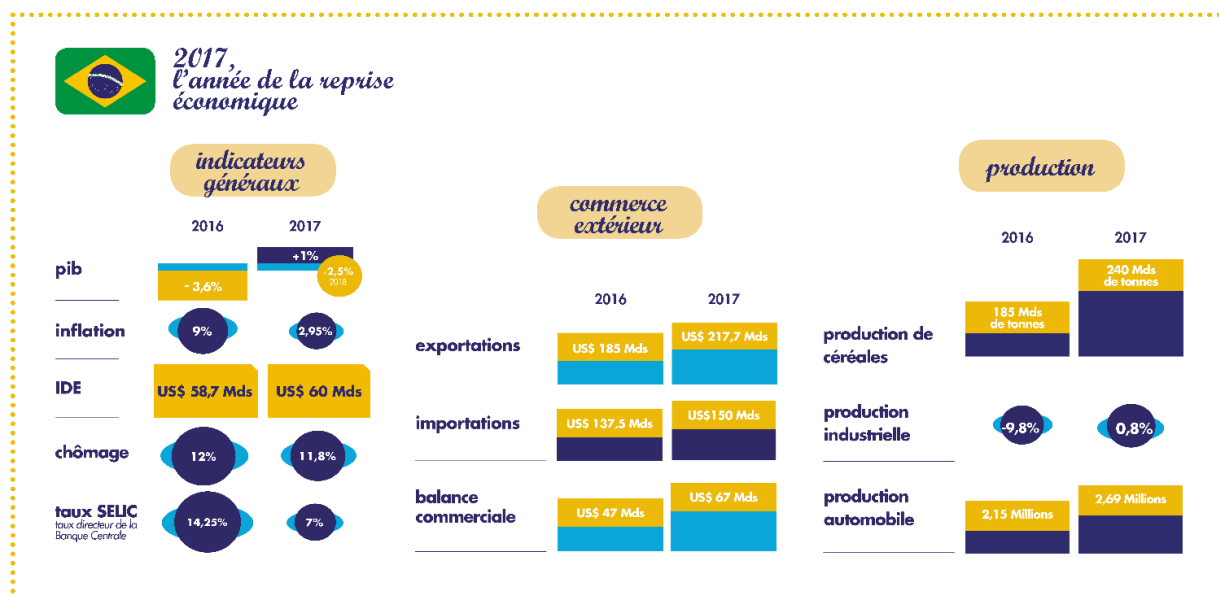 2017,
l'année de la reprise
économique
indicateurs
généraux
2016 2017
pib
- 3,6%
+1%
+2,5%
2018
inflation
9%
2,95%
IDE
US$ 58,7 Mds
US$ 60 Mds
chômage
12%
11,8%
taux SELIC
taux directeur de la
Banque Centrale
14,25%
7%
commerce
extérieur
2016 2017
exportations
US$ 185 Mds
US$ 217,7 Mds
importations
US$ 137,5 Mds
US$150 Mds
balance
commerciale
US$ 47 Mds
US$ 67 Mds
production
2016 2017
production de
céréales
185 Mds
de tonnes
240 Mds
de tonnes
production
industrielle
-9,8%
0,8%
production
automobile
2,15 Millions
2,69 Millions